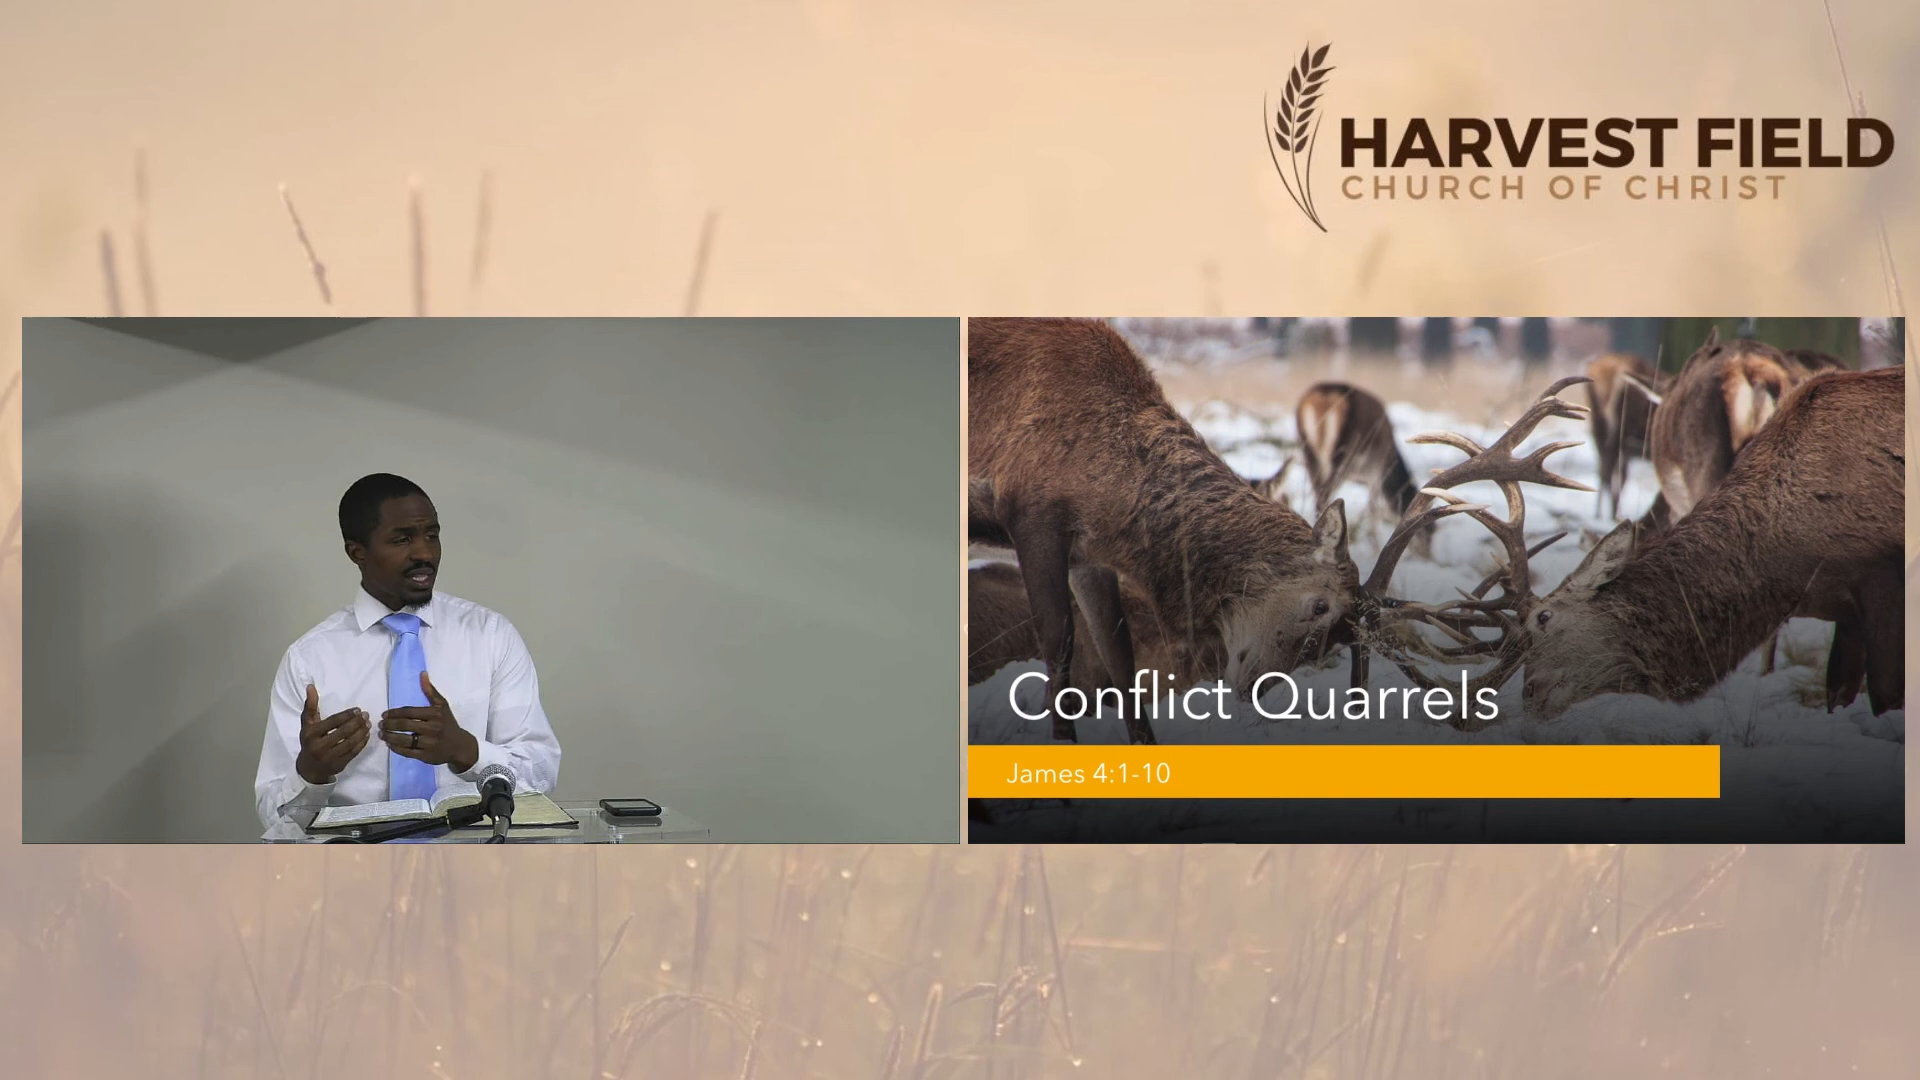 HARVEST FIELD
CHURCH OF CHRIST
Conflict Quarrels
James 4:1-10